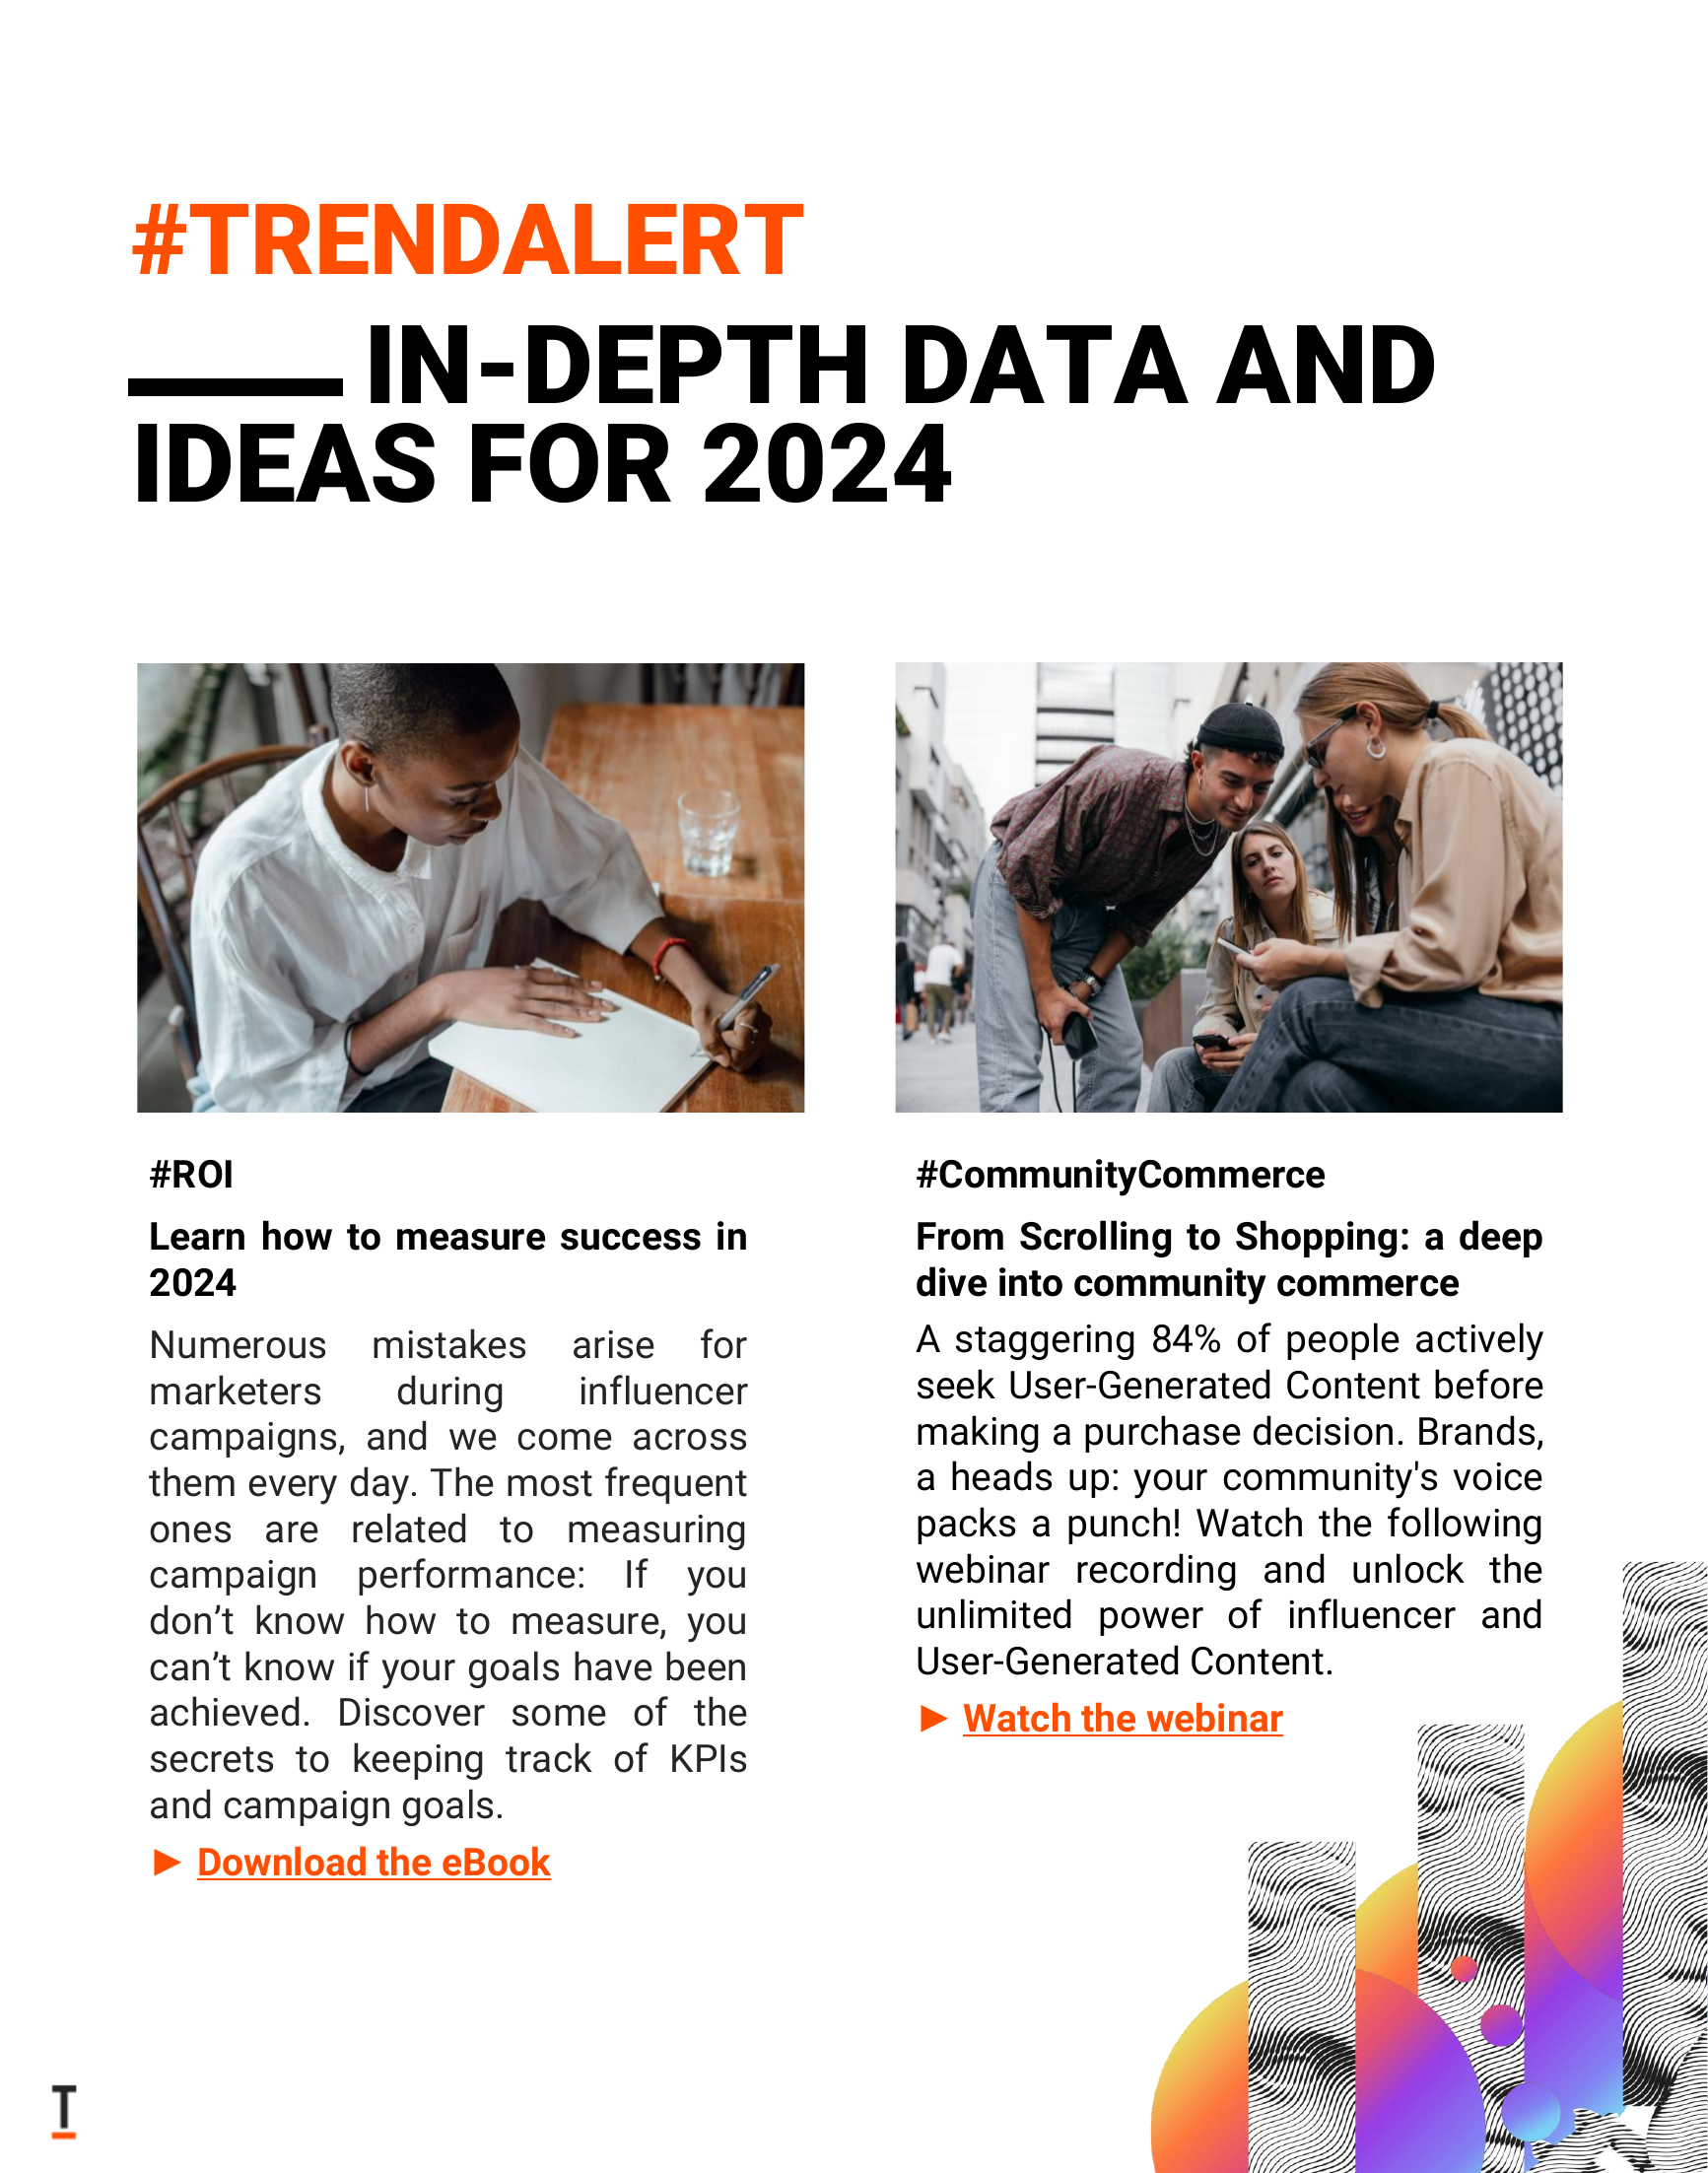 #TRENDALERT
IN-DEPTH DATA AND
IDEAS FOR 2024
#ROI
Learn how to measure success in
2024
Numerous mistakes arise for
marketers during influencer
campaigns, and we come across
them every day. The most frequent
ones are related to measuring
campaign performance: If you
don’t know how to measure, you
can’t know if your goals have been
achieved. Discover some of the
secrets to keeping track of KPIs
and campaign goals.
► Download the eBook
#CommunityCommerce
From Scrolling to Shopping: a deep
dive into community commerce
A staggering 84% of people actively
seek User-Generated Content before
making a purchase decision. Brands,
a heads up: your community's voice
packs a punch! Watch the following
webinar recording and unlock the
unlimited power of influencer and
User-Generated Content.
► Watch the webinar
T